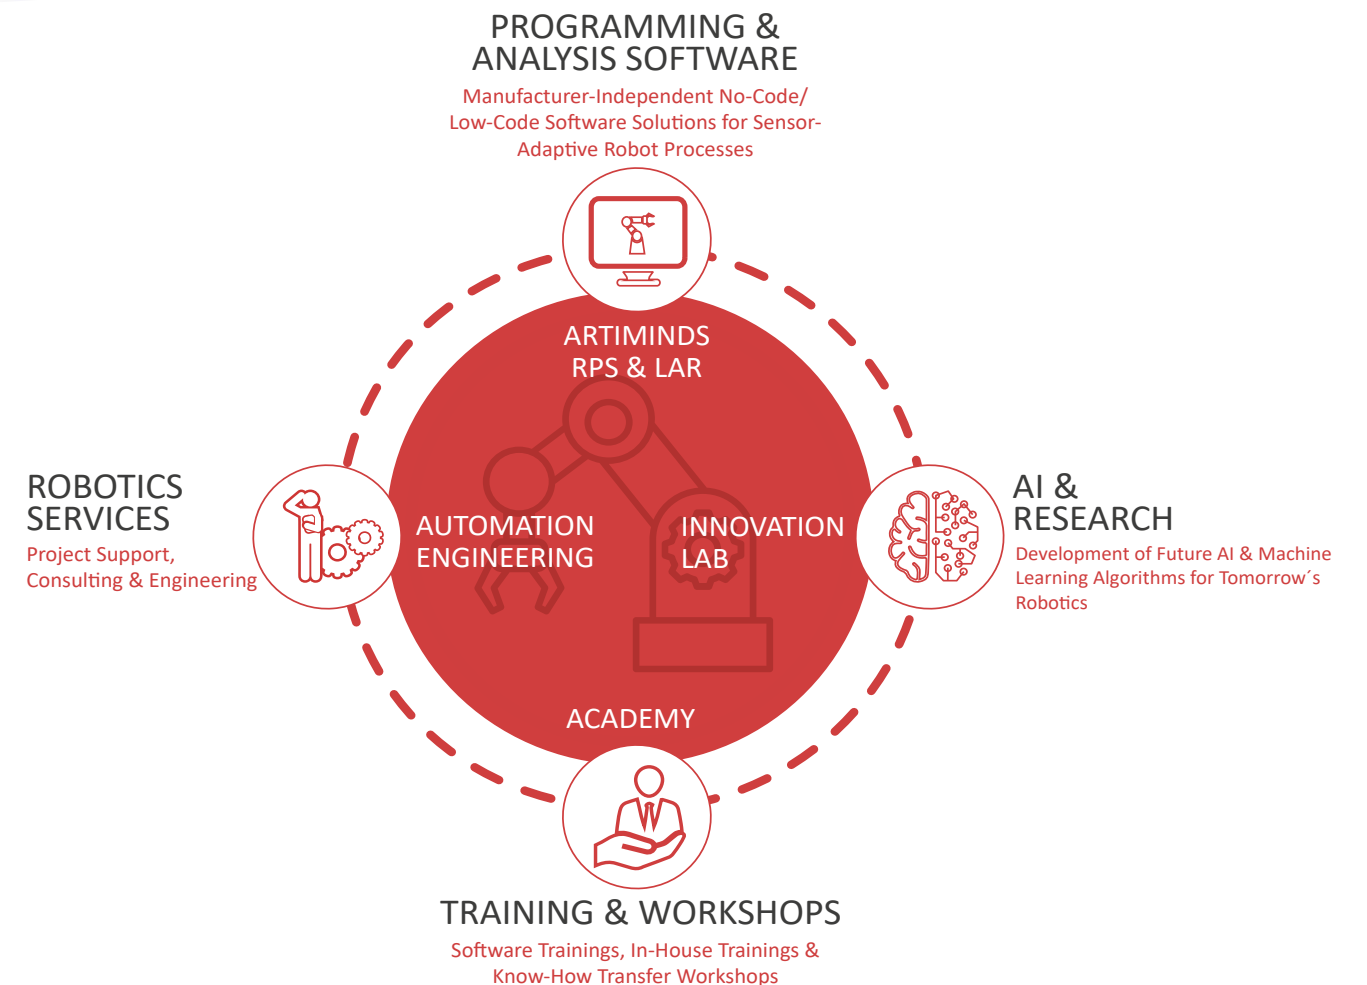 PROGRAMMING &
ANALYSIS SOFTWARE
Manufacturer-Independent No-Code/
Low-Code Software Solutions for Sensor-
Adaptive Robot Processes
ARTIMINDS
RPS & LAR
ROBOTICS
SERVICES
Project Support,
Consulting & Engineering
AUTOMATION
ENGINEERING
INNOVATION
LAB
AI &
RESEARCH
Development of Future AI & Machine
Learning Algorithms for Tomorrow´s
Robotics
ACADEMY
TRAINING & WORKSHOPS
Software Trainings, In-House Trainings &
Know-How Transfer Workshops